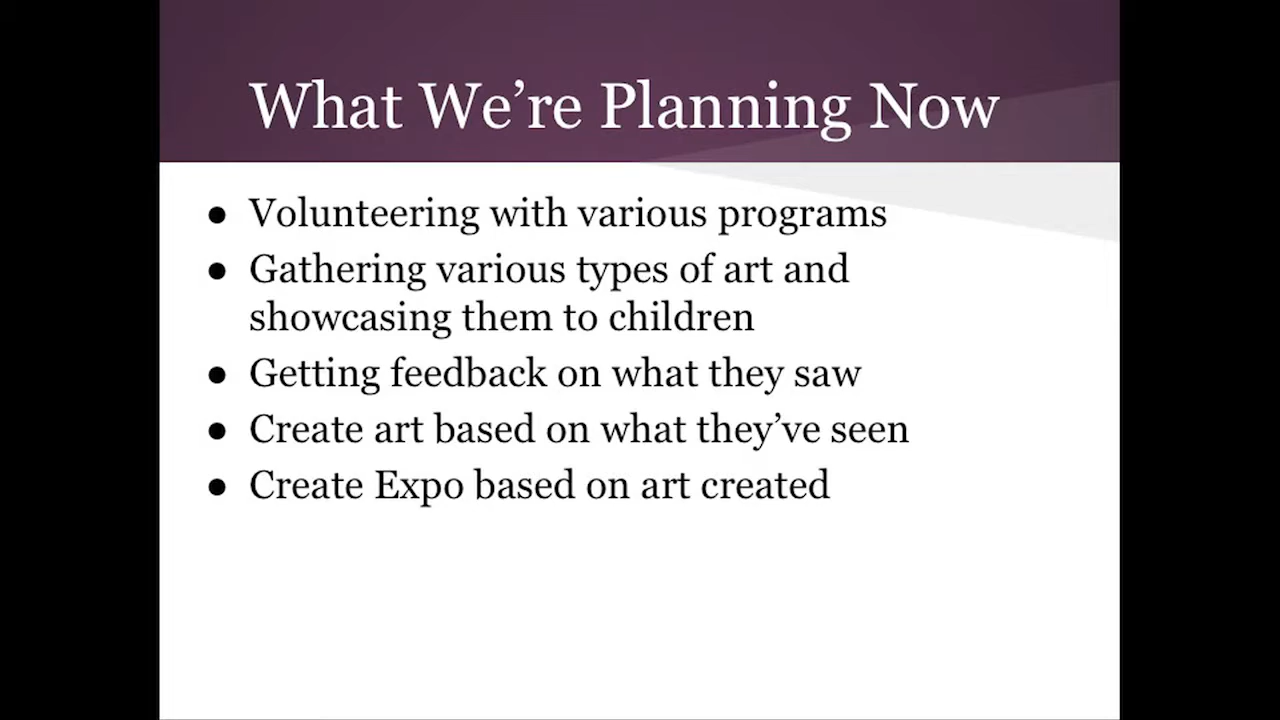 What We’re Planning Now
● Volunteering with various programs
● Gathering various types of art and
showcasing them to children
● Getting feedback on what they saw
● Create art based on what they’ve seen
● Create Expo based on art created